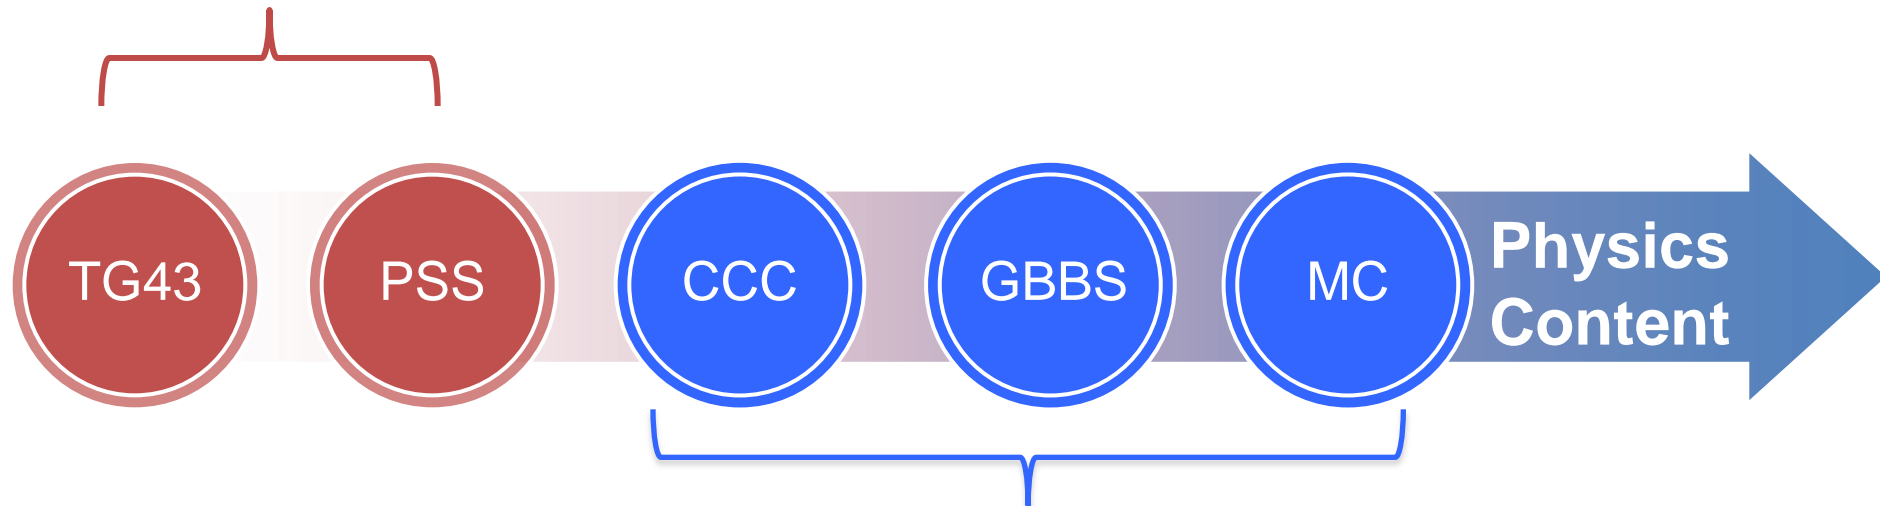 TG43
PSS
CCC
GBBS
MC
Physics
Content